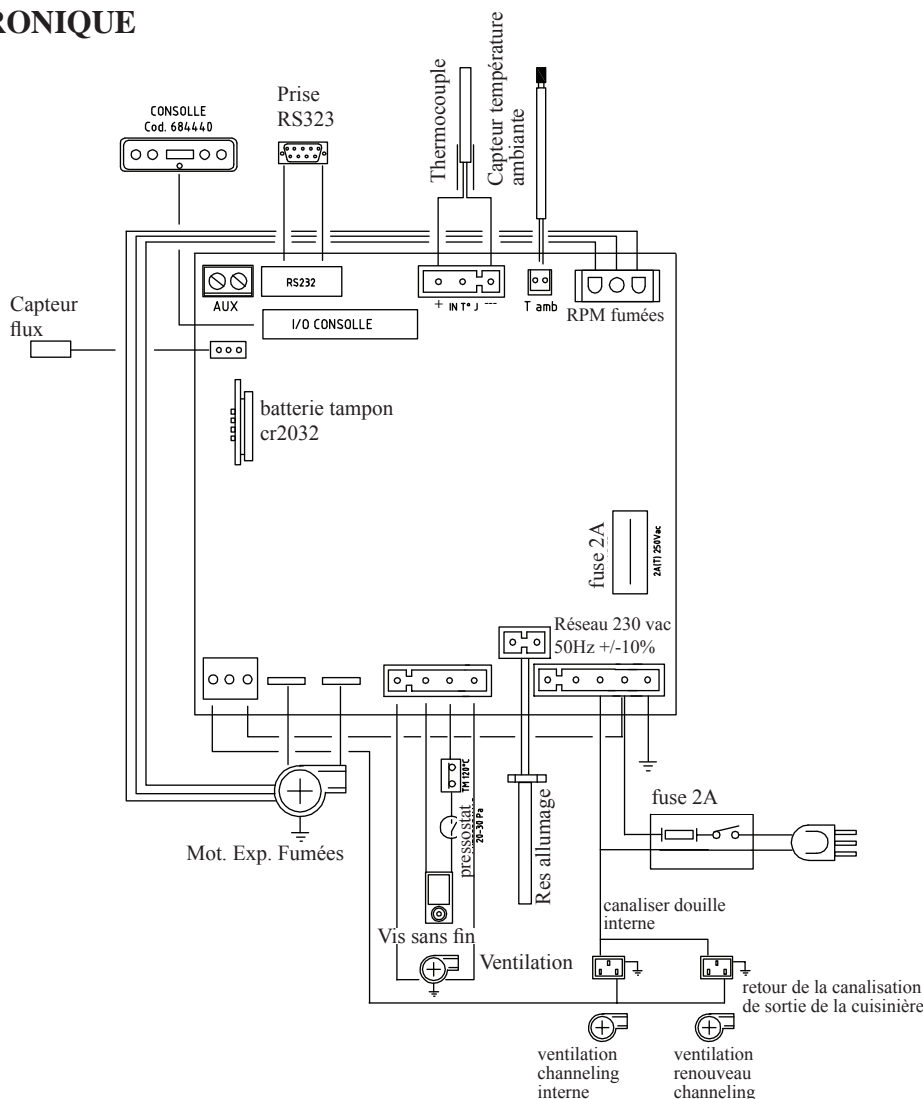 RONIQUE
CONSOLLE
Cod. 684440
Prise
RS323
Thermocouple
Capteur température
ambiante
AUX
RS232
+ IN T° J ---
T amb
RPM fumées
I/O CONSOLLE
Capteur
flux
batterie tampon
cr2032
fuse 2A
2A(T) 250Vac
Réseau 230 vac
50Hz +/-10%
TM 120°C
pressostat
20-30 Pa
Res allumage
fuse 2A
Mot. Exp. Fumées
Vis sans fin
Ventilation
canaliser douille
interne
retour de la canalisation
de sortie de la cuisinière
ventilation
channeling
interne
ventilation
renouveau
channeling